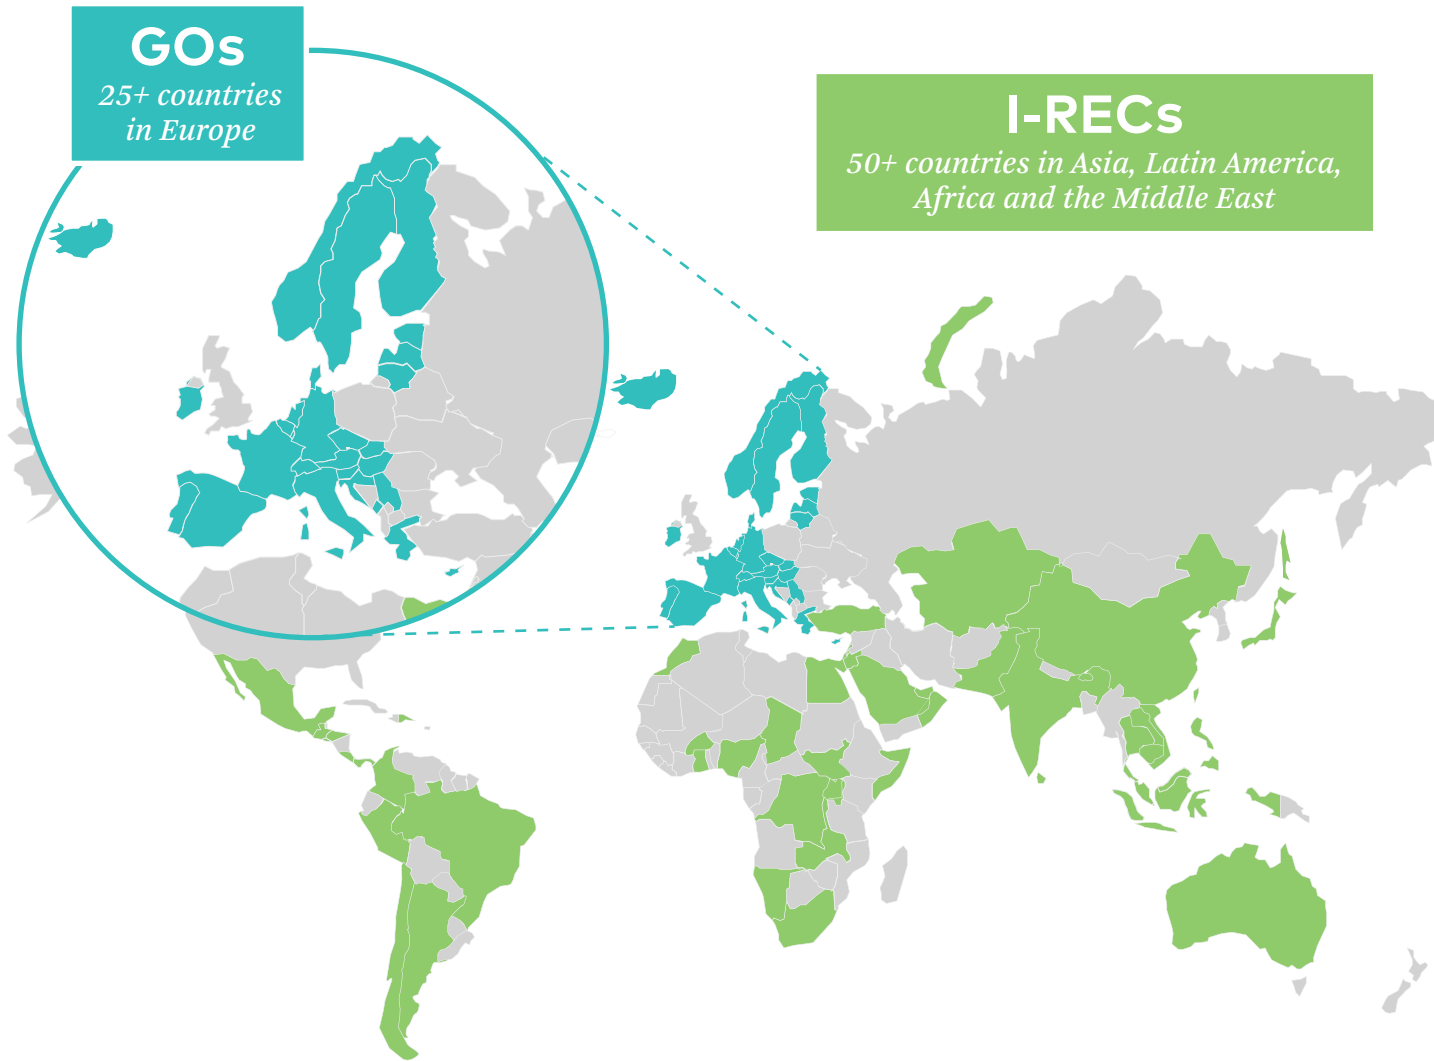 GOs
25+ countries
in Europe
I-RECs
50+ countries in Asia, Latin America,
Africa and the Middle East